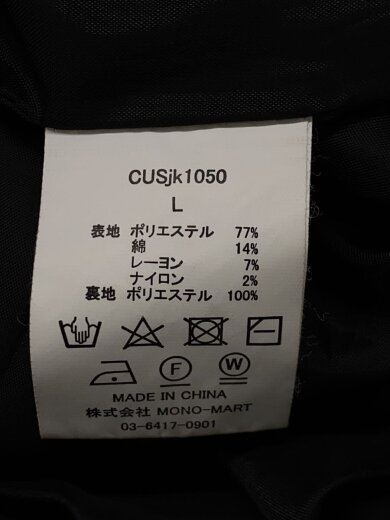 CUSjk1050
L
表地 ポリエステル 77%
綿 14%
レーヨン 7%
ナイロン 2%
裏地 ポリエステル 100%
F W
MADE IN CHINA
株式会社 MONO-MART
03-6417-0901